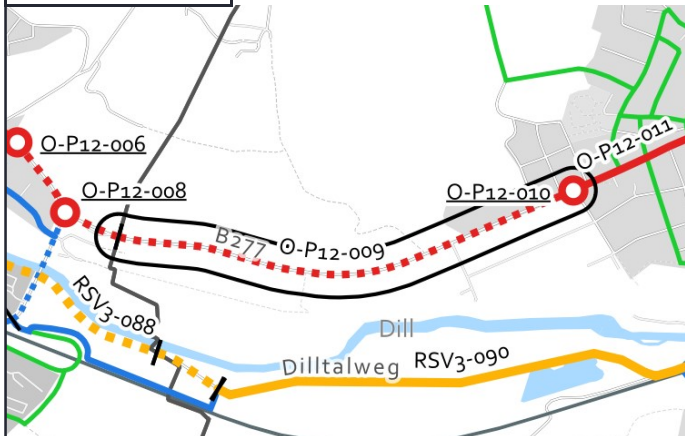 O-P12-006
O-P12-008
O-P12-010
O-P12-011
B277
O-P12-009
RSV3-088
Dill
Dilltalweg
RSV3-090